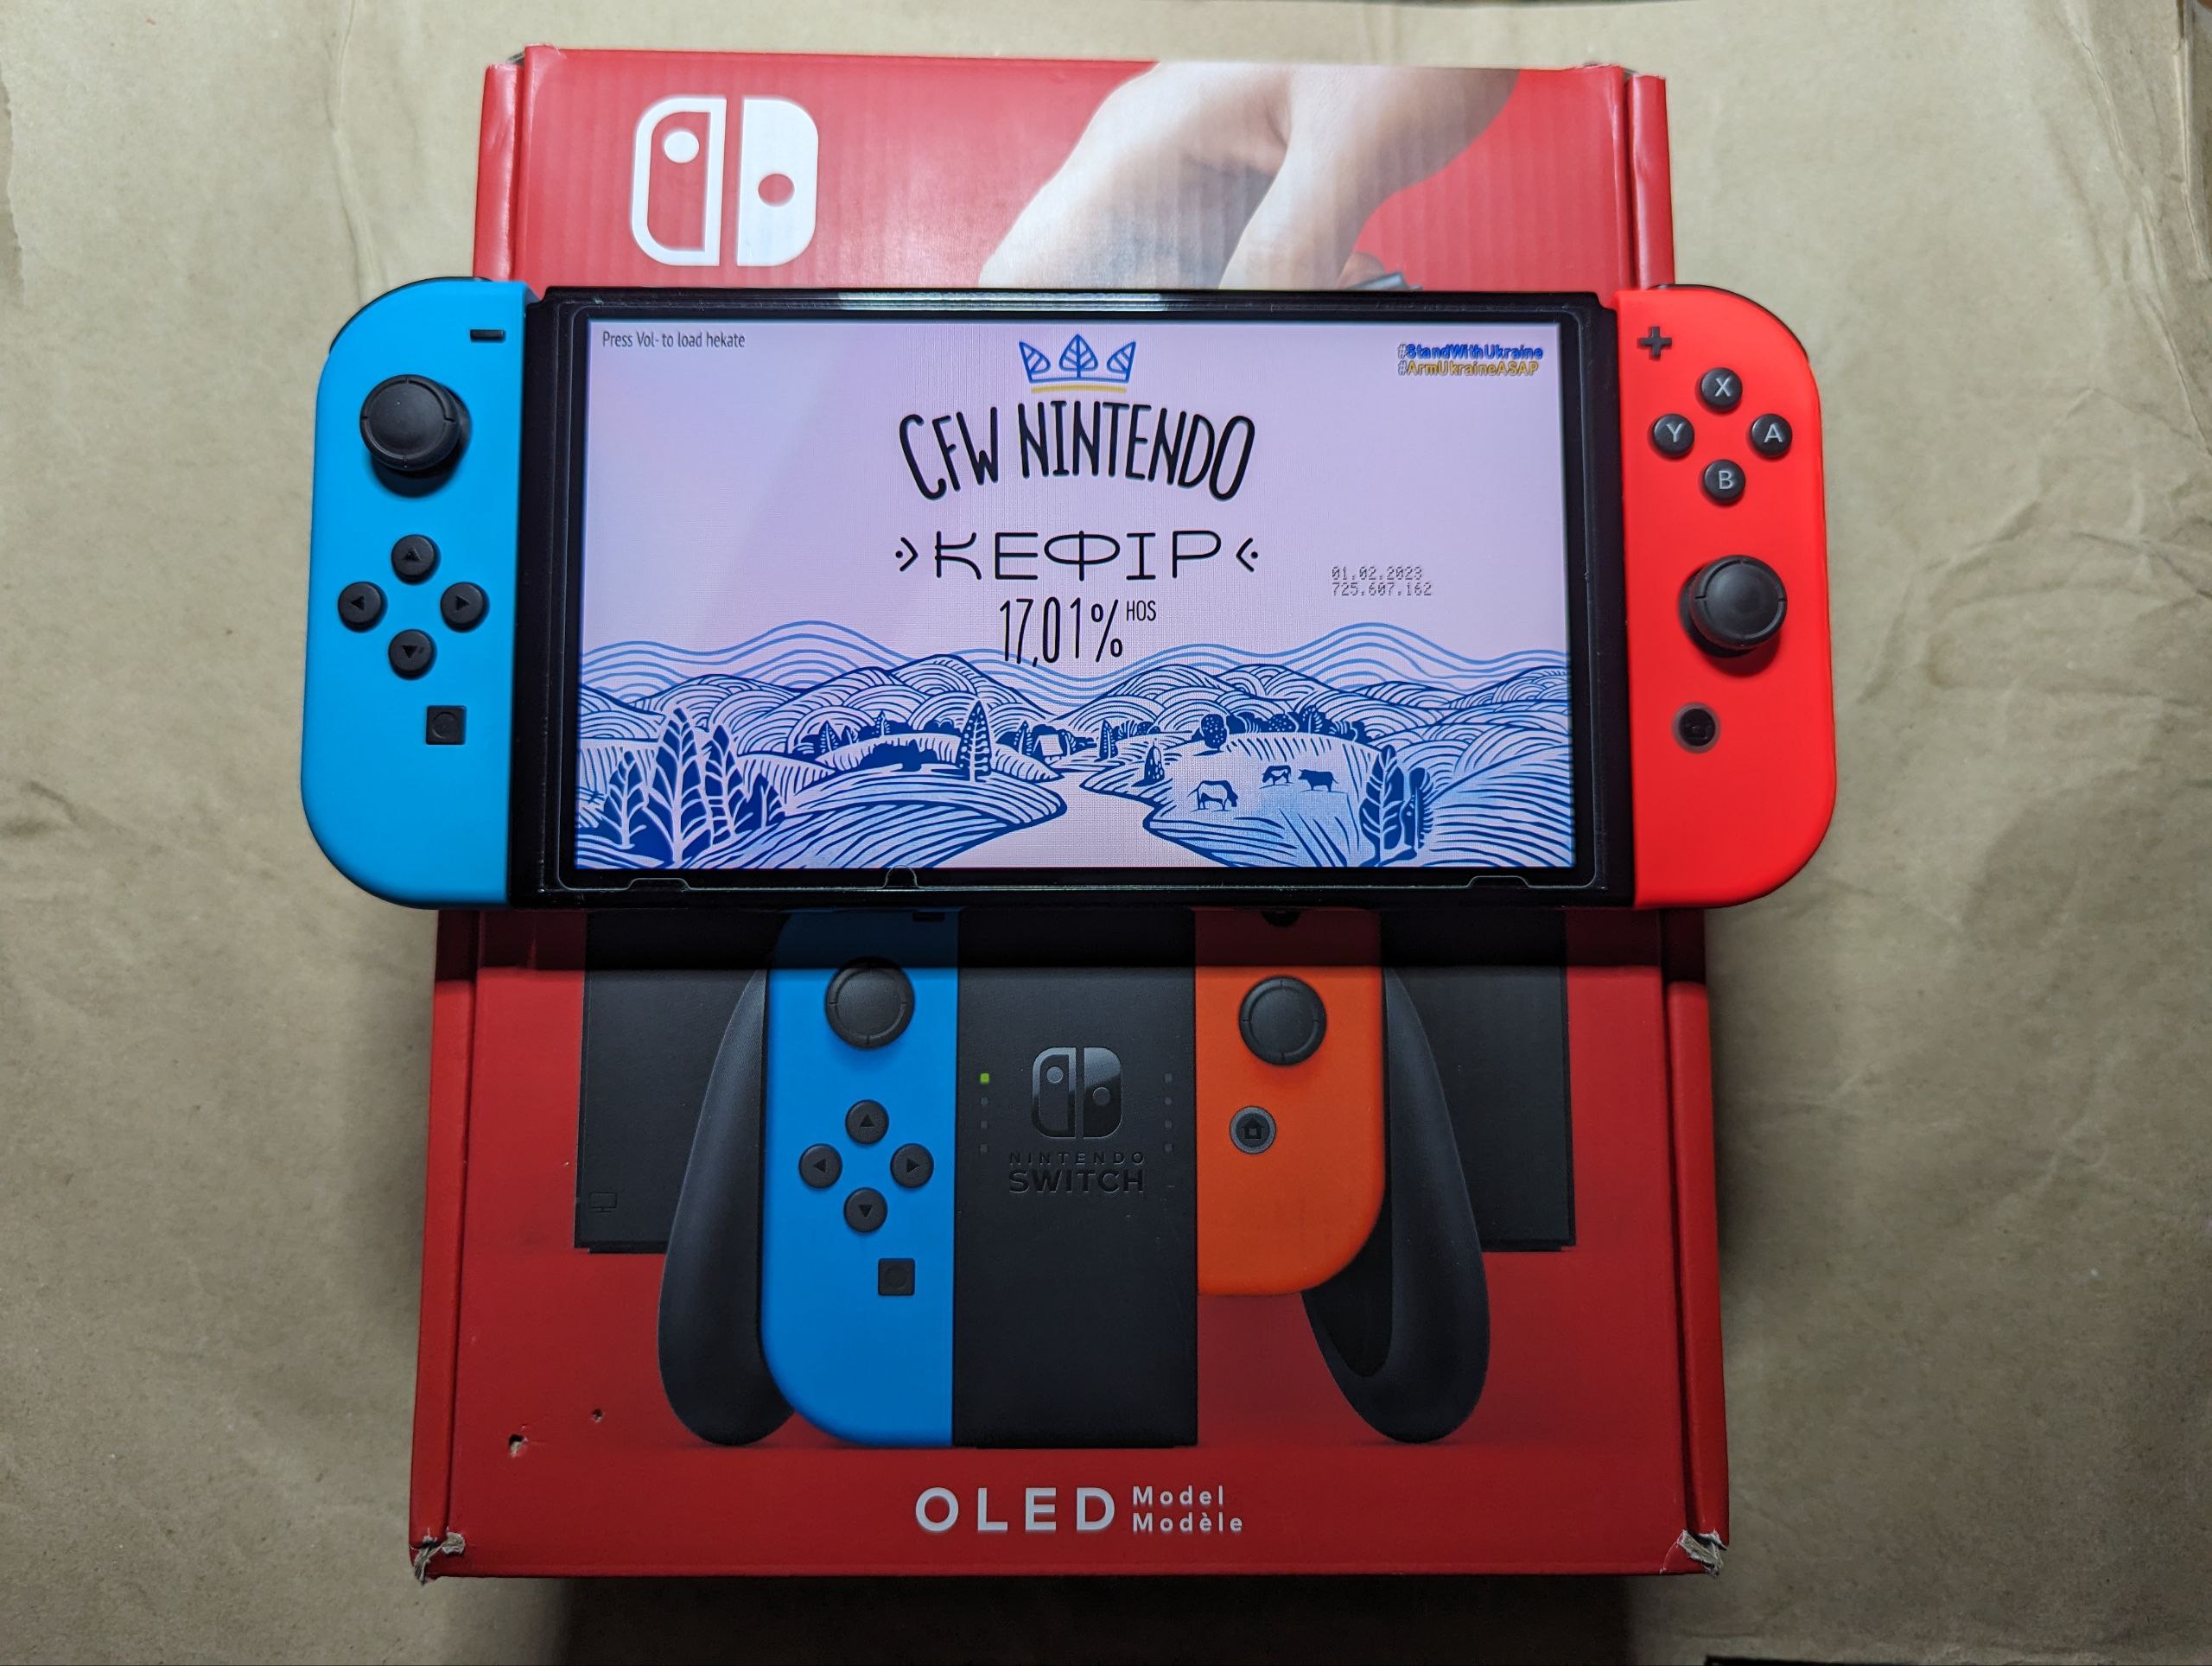 Press Vol- to load hekate
#StandWithUkraine
#ArmUkraineASAP
CFW NINTENDO
КЕФІР
17,01% HOS
01.02.2023
725.607.162
X
Y
A
B
NINTENDO
SWITCH
OLED Model
Modèle